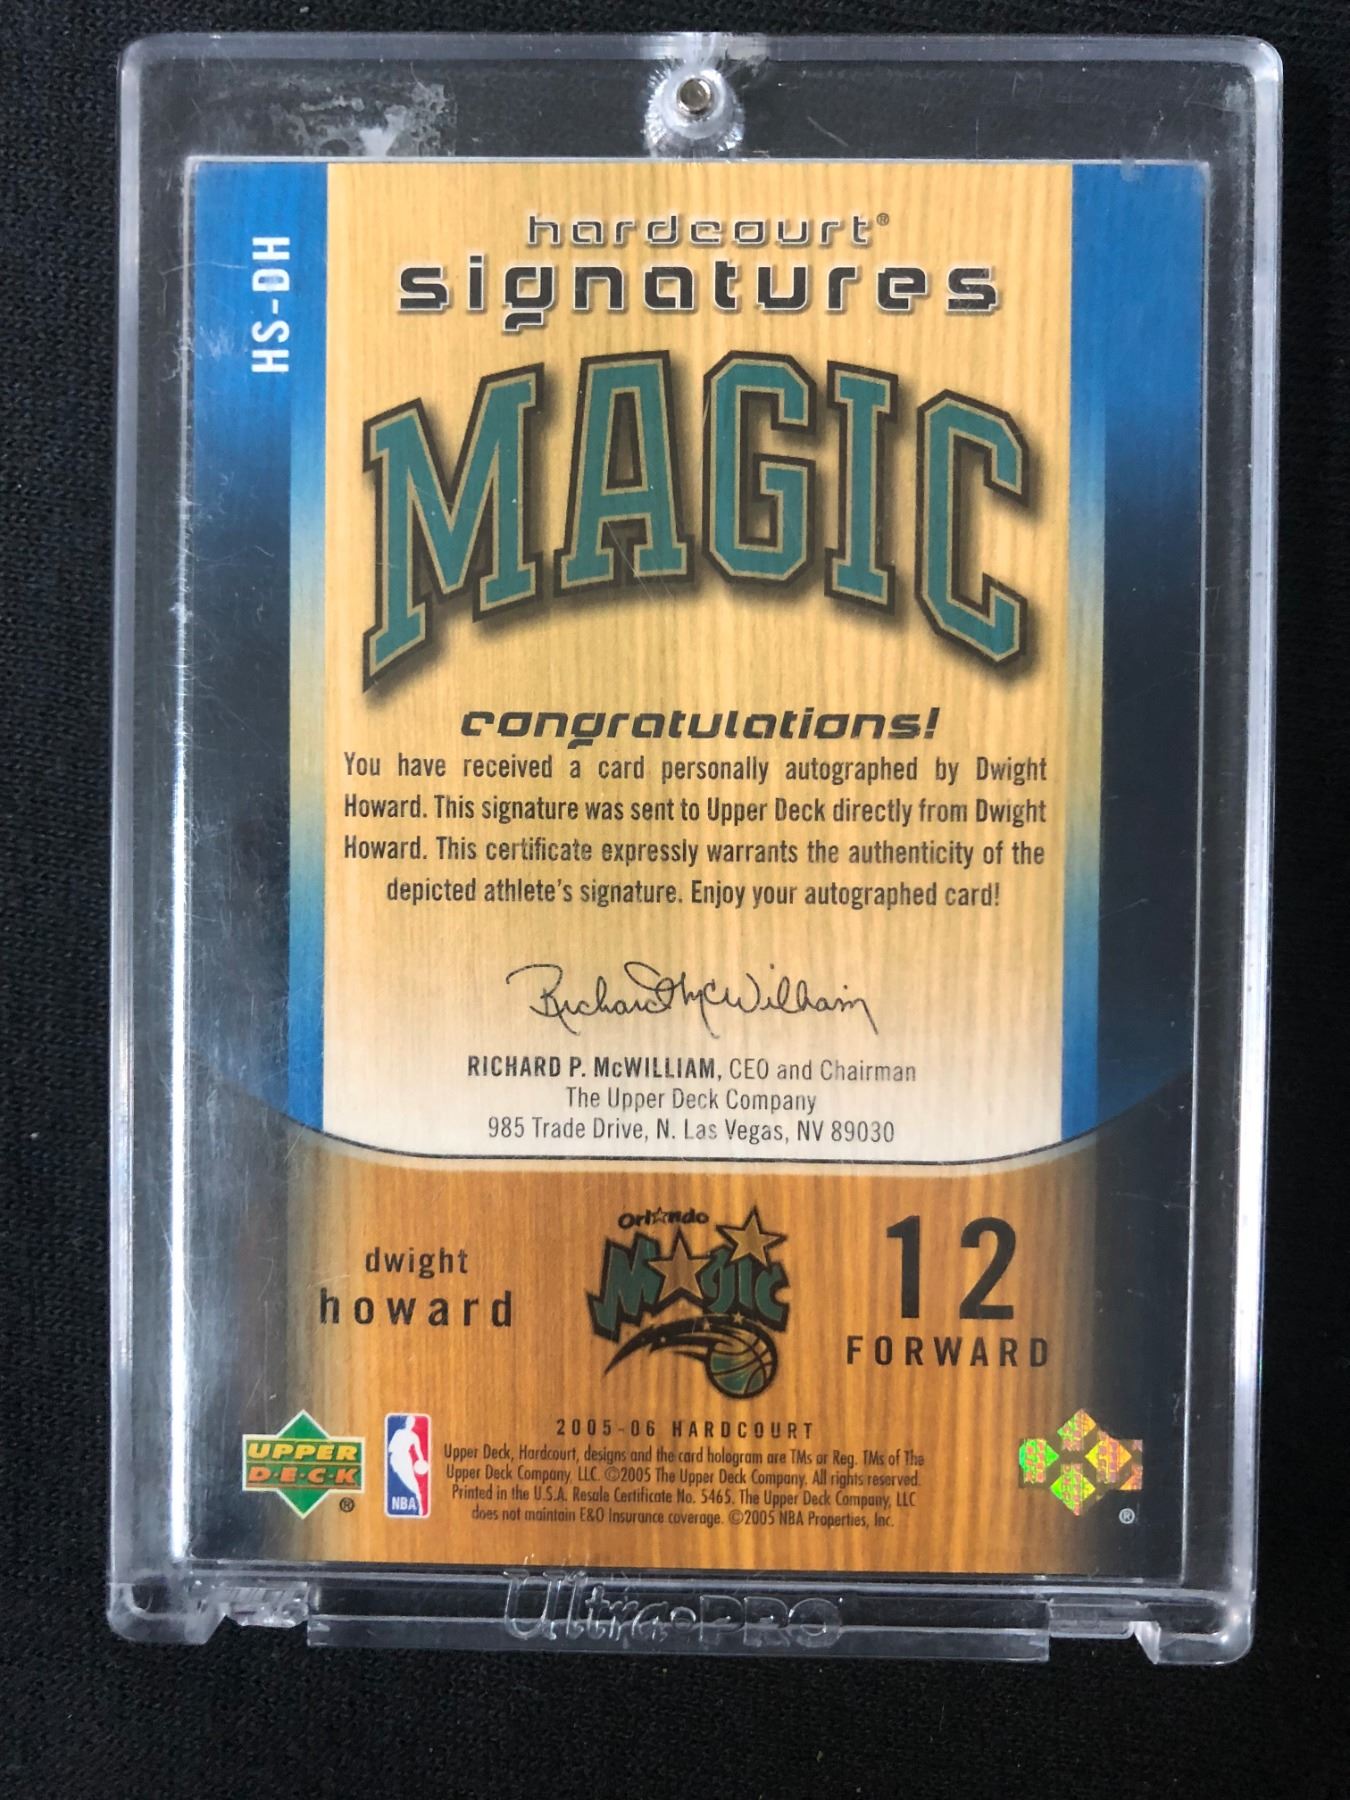 HS-DH
hardcourt®
signatures
MAGIC
congratulations!
You have received a card personally autographed by Dwight
Howard. This signature was sent to Upper Deck directly from Dwight
Howard. This certificate expressly warrants the authenticity of the
depicted athlete's signature. Enjoy your autographed card!
Richard McWilliam
RICHARD P. McWILLIAM, CEO and Chairman
The Upper Deck Company
985 Trade Drive, N. Las Vegas, NV 89030
dwight
howard
Orlando
Magic
12
FORWARD
UPPER
D·E·C·K
®
NBA
2005-06 HARDCOURT
Upper Deck, Hardcourt, designs and the card hologram are TMs or Reg. TMs of The
Upper Deck Company, LLC. ©2005 The Upper Deck Company. All rights reserved.
Printed in the U.S.A. Resale Certificate No. 5465. The Upper Deck Company, LLC
does not maintain E&O Insurance coverage. ©2005 NBA Properties, Inc.
®
Ultra•PRO